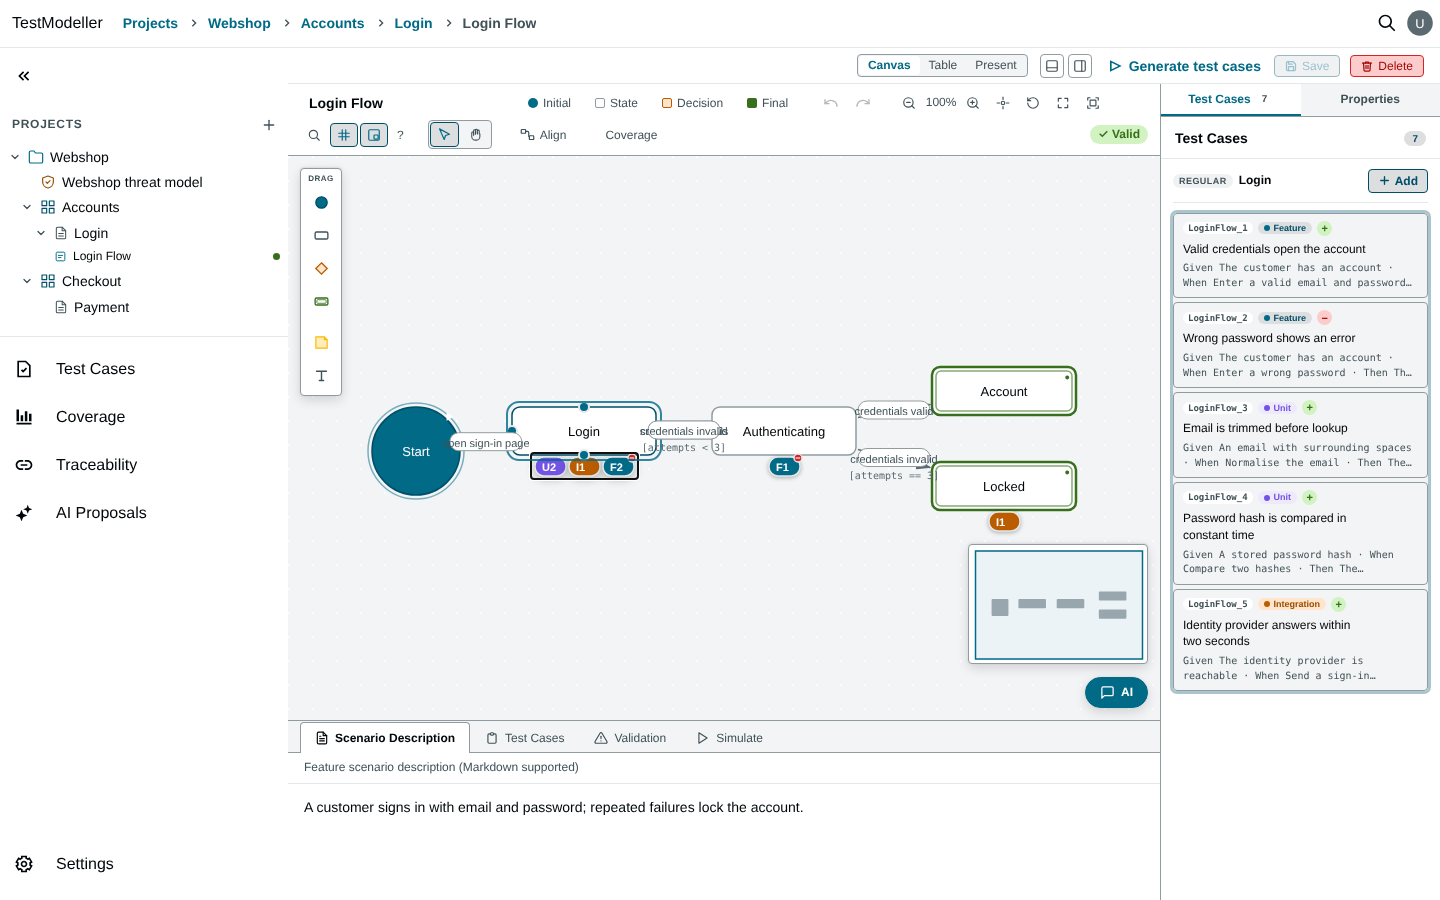 TestModeller Projects Webshop Accounts Login Login Flow U
Canvas Table Present Generate test cases Save Delete
PROJECTS
Webshop
Webshop threat model
Accounts
Login
Login Flow
Checkout
Payment
Test Cases
Coverage
Traceability
AI Proposals
Settings
Login Flow Initial State Decision Final 100%
? Align Coverage Valid
DRAG
Start
open sign-in page
Login
U2 I1 F2
credentials invalid
[attempts < 3]
Authenticating
F1
credentials valid
Account
credentials invalid
[attempts == 3]
Locked
I1
AI
Scenario Description Test Cases Validation Simulate
Feature scenario description (Markdown supported)
A customer signs in with email and password; repeated failures lock the account.
Test Cases 7 Properties
Test Cases 7
REGULAR Login Add
LoginFlow_1 Feature +
Valid credentials open the account
Given The customer has an account ·
When Enter a valid email and password…
LoginFlow_2 Feature −
Wrong password shows an error
Given The customer has an account ·
When Enter a wrong password · Then Th…
LoginFlow_3 Unit +
Email is trimmed before lookup
Given An email with surrounding spaces
· When Normalise the email · Then The…
LoginFlow_4 Unit +
Password hash is compared in
constant time
Given A stored password hash · When
Compare two hashes · Then The…
LoginFlow_5 Integration +
Identity provider answers within
two seconds
Given The identity provider is
reachable · When Send a sign-in…